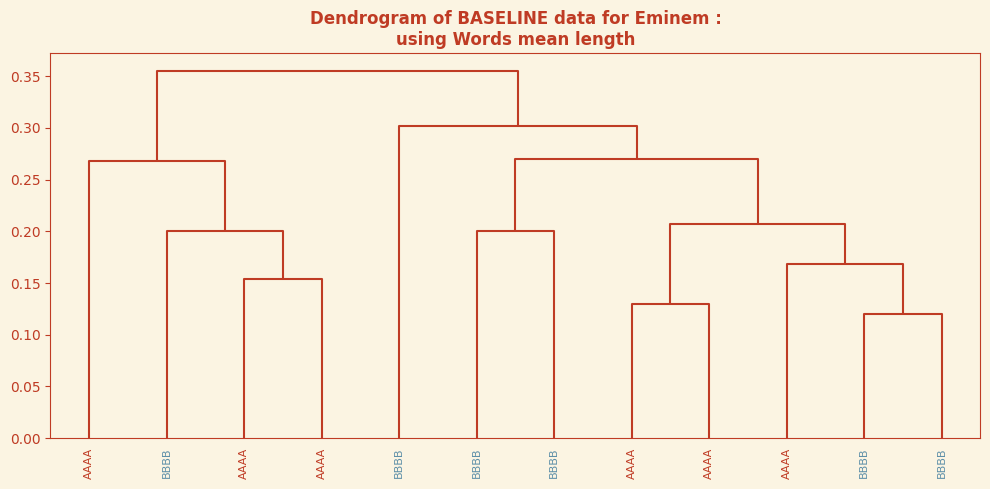 Dendrogram of BASELINE data for Eminem :
using Words mean length
0.35
0.30
0.25
0.20
0.15
0.10
0.05
0.00
AAAA
BBBB
AAAA
AAAA
BBBB
BBBB
BBBB
AAAA
AAAA
AAAA
BBBB
BBBB